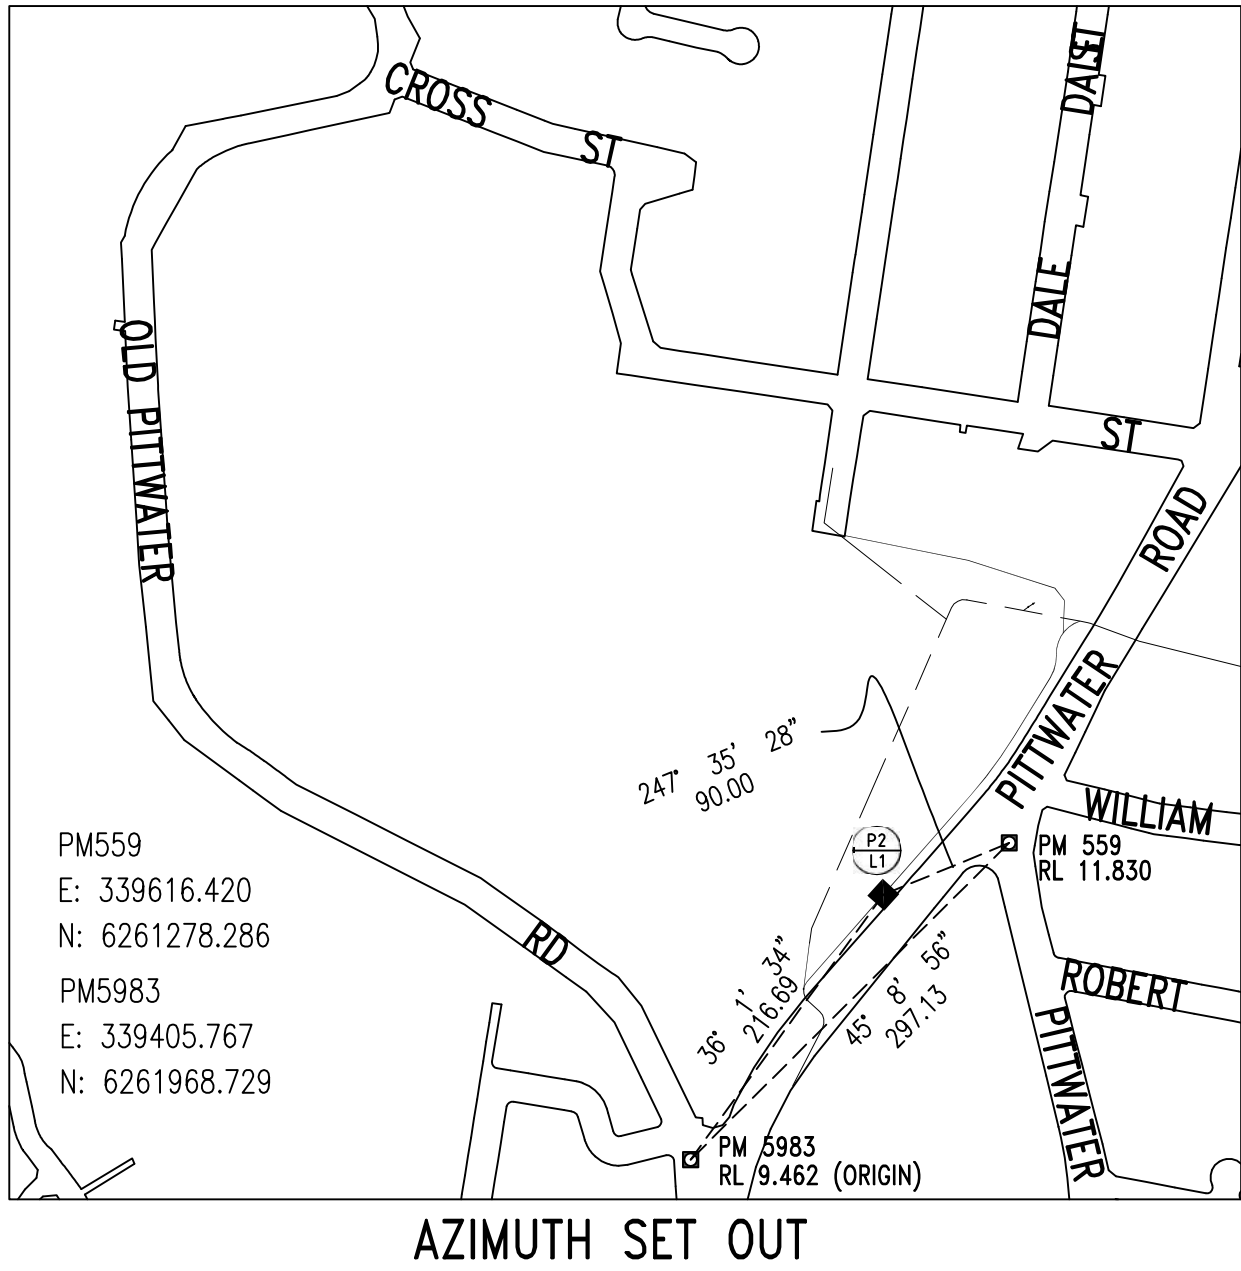 CROSS
ST
DALE
ST
DALE
OLD PITTWATER
ST
ROAD
PITTWATER
247° 35' 28"
90.00
WILLIAM
P2
L1
PM 559
RL 11.830
PM559
E: 339616.420
N: 6261278.286
RD
PM5983
E: 339405.767
N: 6261968.729
36° 1' 34"
216.69
45° 8' 56"
297.13
ROBERT
PITTWATER
PM 5983
RL 9.462 (ORIGIN)
AZIMUTH SET OUT